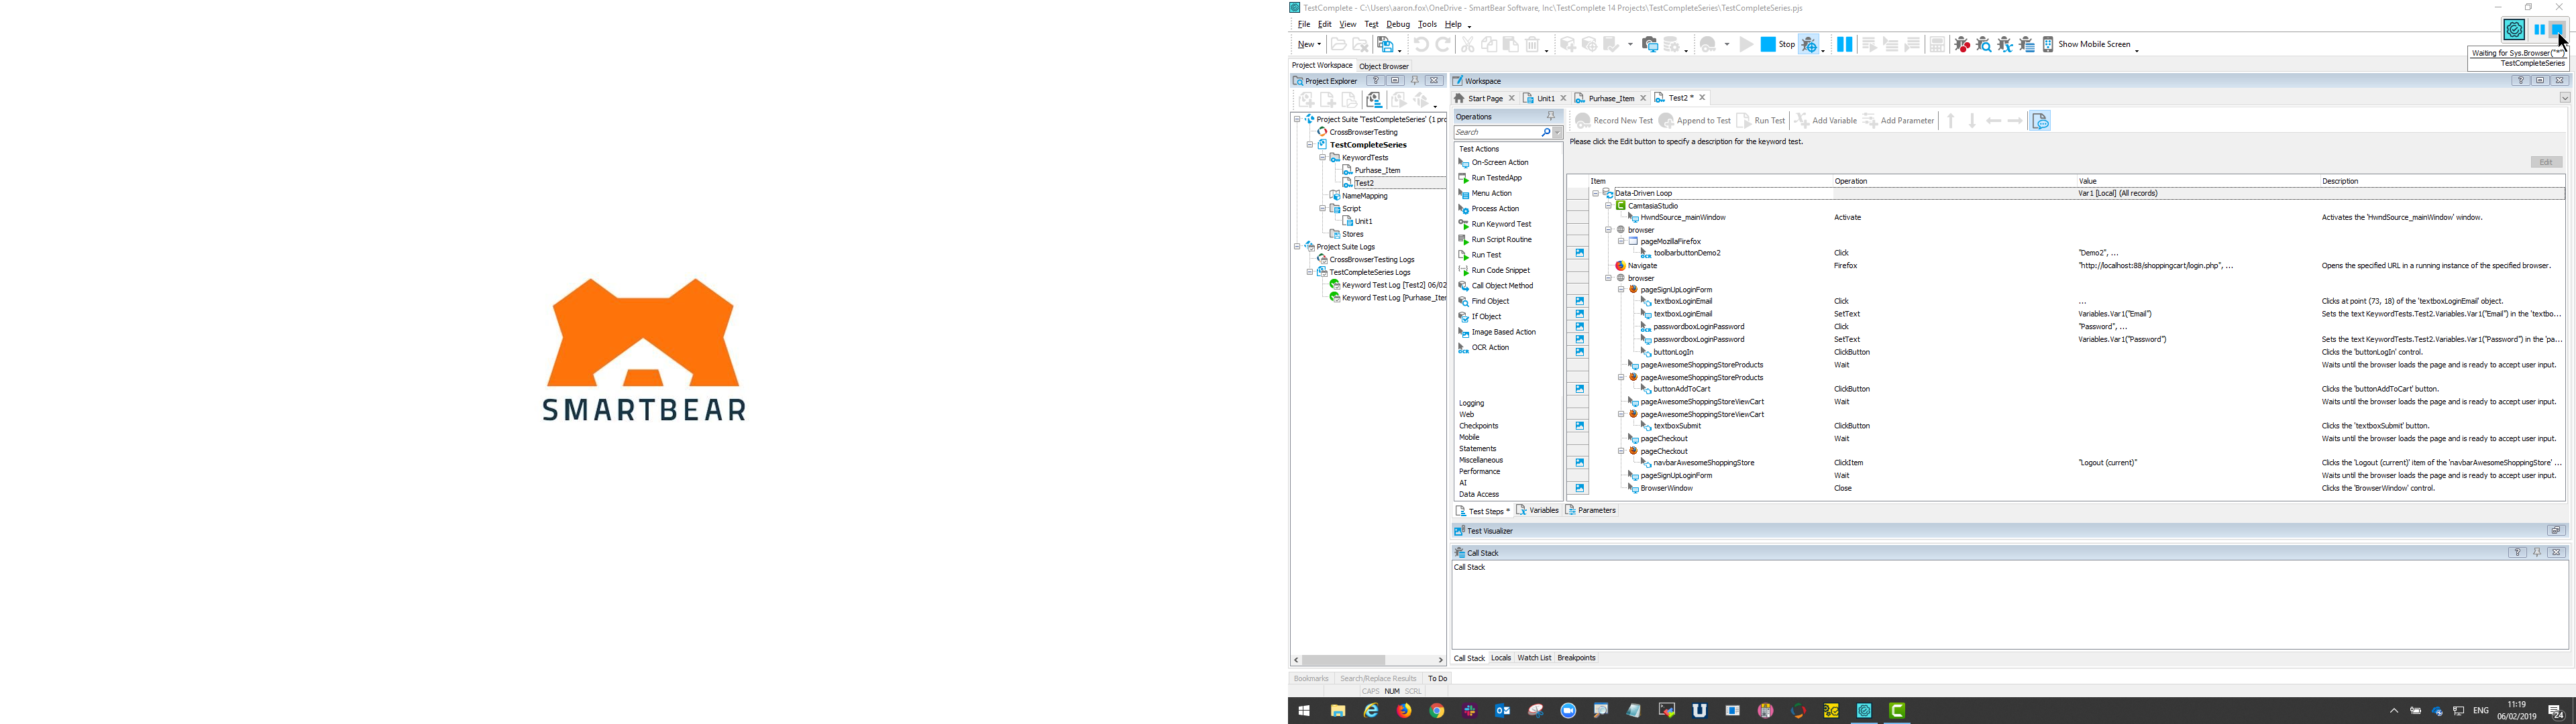 SMARTBEAR
TestComplete - C:\Users\aaron.fox\OneDrive - SmartBear Software, Inc\TestComplete 14 Projects\TestCompleteSeries\TestCompleteSeries.pjs
File Edit View Test Debug Tools Help
New Stop Show Mobile Screen
Waiting for Sys.Browser("*")
TestCompleteSeries
Project Workspace Object Browser
Project Explorer
Project Suite 'TestCompleteSeries' (1 pro
CrossBrowserTesting
TestCompleteSeries
KeywordTests
Purhase_Item
Test2
NameMapping
Script
Unit1
Stores
Project Suite Logs
CrossBrowserTesting Logs
TestCompleteSeries Logs
Keyword Test Log [Test2] 06/02
Keyword Test Log [Purhase_Iter
Workspace
Start Page Unit1 Purhase_Item Test2 *
Operations
Search
Test Actions
On-Screen Action
Run TestedApp
Menu Action
Process Action
Run Keyword Test
Run Script Routine
Run Test
Run Code Snippet
Call Object Method
Find Object
If Object
Image Based Action
OCR Action
Logging
Web
Checkpoints
Mobile
Statements
Miscellaneous
Performance
AI
Data Access
Record New Test Append to Test Run Test Add Variable Add Parameter
Please click the Edit button to specify a description for the keyword test.
Edit
Item Operation Value Description
Data-Driven Loop Var1 [Local] (All records)
CamtasiaStudio
HwndSource_mainWindow Activate Activates the 'HwndSource_mainWindow' window.
browser
pageMozillaFirefox
toolbarbuttonDemo2 Click "Demo2", ...
Navigate Firefox "http://localhost:88/shoppingcart/login.php", ... Opens the specified URL in a running instance of the specified browser.
browser
pageSignUpLoginForm
textboxLoginEmail Click ... Clicks at point (73, 18) of the 'textboxLoginEmail' object.
textboxLoginEmail SetText Variables.Var1("Email") Sets the text KeywordTests.Test2.Variables.Var1("Email") in the 'textbo...
passwordboxLoginPassword Click "Password", ...
passwordboxLoginPassword SetText Variables.Var1("Password") Sets the text KeywordTests.Test2.Variables.Var1("Password") in the 'pa...
buttonLogIn ClickButton Clicks the 'buttonLogIn' control.
pageAwesomeShoppingStoreProducts Wait Waits until the browser loads the page and is ready to accept user input.
pageAwesomeShoppingStoreProducts
buttonAddToCart ClickButton Clicks the 'buttonAddToCart' button.
pageAwesomeShoppingStoreViewCart Wait Waits until the browser loads the page and is ready to accept user input.
pageAwesomeShoppingStoreViewCart
textboxSubmit ClickButton Clicks the 'textboxSubmit' button.
pageCheckout Wait Waits until the browser loads the page and is ready to accept user input.
pageCheckout
navbarAwesomeShoppingStore ClickItem "Logout (current)" Clicks the 'Logout (current)' item of the 'navbarAwesomeShoppingStore' ...
pageSignUpLoginForm Wait Waits until the browser loads the page and is ready to accept user input.
BrowserWindow Close Clicks the 'BrowserWindow' control.
Test Steps * Variables Parameters
Test Visualizer
Call Stack
Call Stack
Call Stack Locals Watch List Breakpoints
Bookmarks Search/Replace Results To Do
CAPS NUM SCRL
ENG
11:19
06/02/2019
24